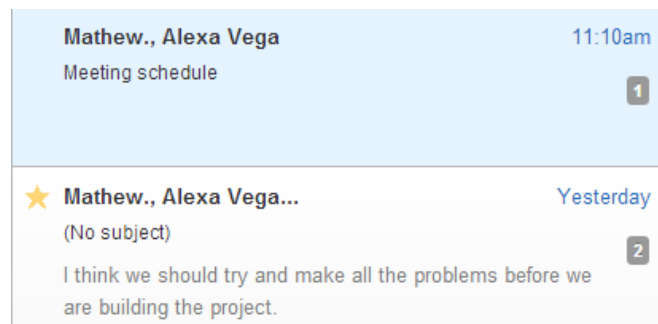 Mathew., Alexa Vega 11:10am
Meeting schedule
1
Mathew., Alexa Vega... Yesterday
(No subject)
2
I think we should try and make all the problems before we
are building the project.